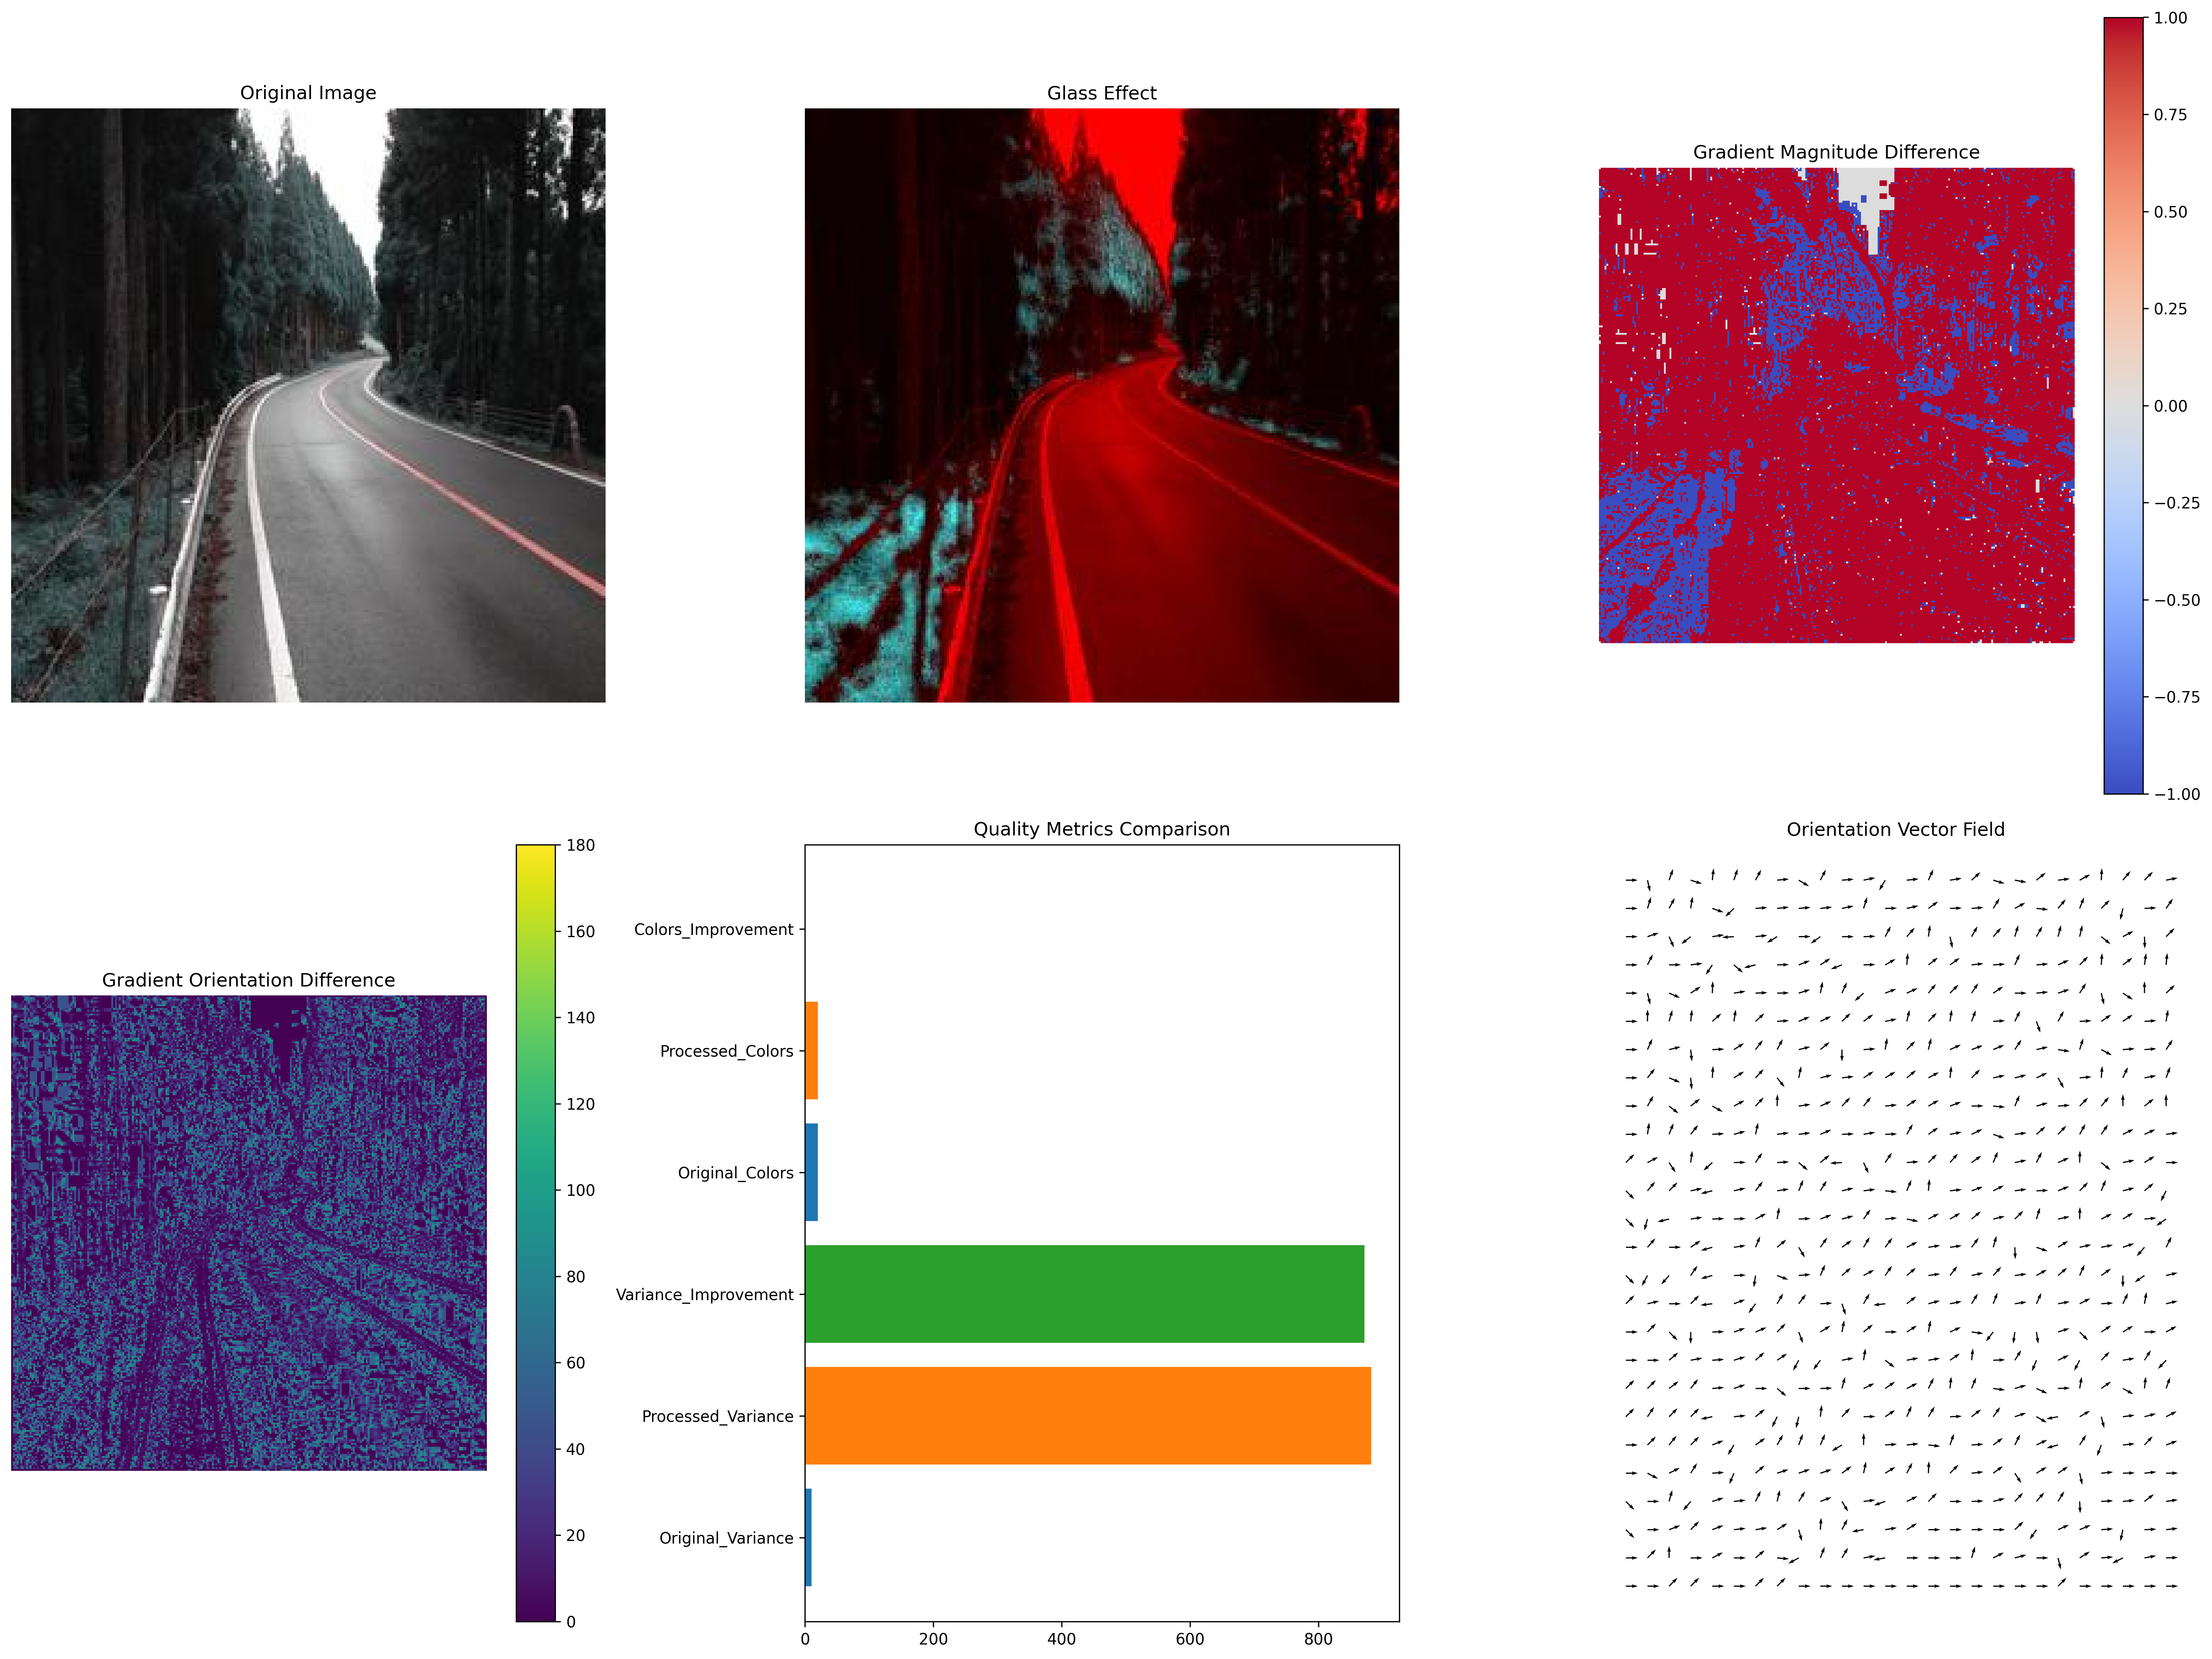 Original Image
Glass Effect
Gradient Magnitude Difference
1.00
0.75
0.50
0.25
0.00
−0.25
−0.50
−0.75
−1.00
Gradient Orientation Difference
180
160
140
120
100
80
60
40
20
0
Quality Metrics Comparison
Colors_Improvement
Processed_Colors
Original_Colors
Variance_Improvement
Processed_Variance
Original_Variance
0 200 400 600 800
Orientation Vector Field